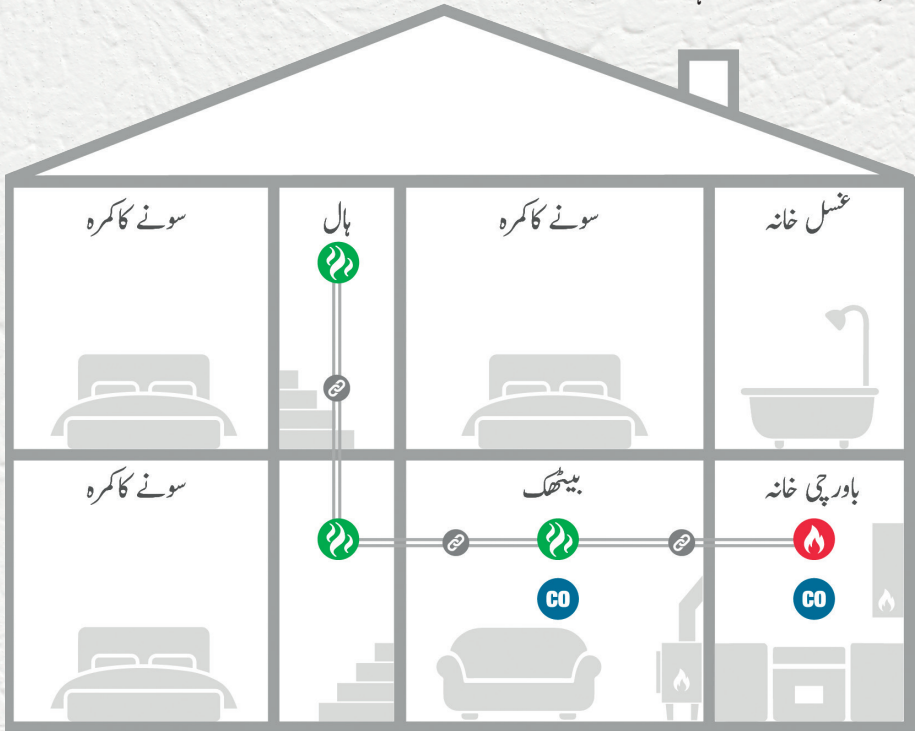 غسل خانہ
سونے کا کمرہ
ہال
سونے کا کمرہ
باورچی خانہ
بیٹھک
سونے کا کمرہ
CO
CO